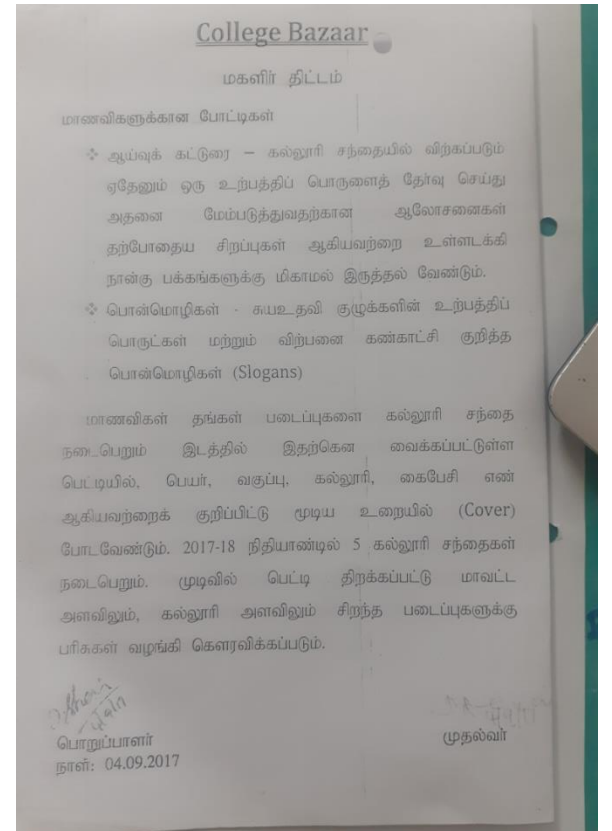 College Bazaar
மகளிர் திட்டம்
மாணவிகளுக்கான போட்டிகள்
❖ ஆய்வுக் கட்டுரை – கல்லூரி சந்தையில் விற்கப்படும்
ஏதேனும் ஒரு உற்பத்திப் பொருளைத் தேர்வு செய்து
அதனை மேம்படுத்துவதற்கான ஆலோசனைகள்
தற்போதைய சிறப்புகள் ஆகியவற்றை உள்ளடக்கி
நான்கு பக்கங்களுக்கு மிகாமல் இருத்தல் வேண்டும்.
❖ பொன்மொழிகள் - சுயஉதவி குழுக்களின் உற்பத்திப்
பொருட்கள் மற்றும் விற்பனை கண்காட்சி குறித்த
பொன்மொழிகள் (Slogans)
மாணவிகள் தங்கள் படைப்புகளை கல்லூரி சந்தை
நடைபெறும் இடத்தில் இதற்கென வைக்கப்பட்டுள்ள
பெட்டியில், பெயர், வகுப்பு, கல்லூரி, கைபேசி எண்
ஆகியவற்றைக் குறிப்பிட்டு மூடிய உறையில் (Cover)
போடவேண்டும். 2017-18 நிதியாண்டில் 5 கல்லூரி சந்தைகள்
நடைபெறும். முடிவில் பெட்டி திறக்கப்பட்டு மாவட்ட
அளவிலும், கல்லூரி அளவிலும் சிறந்த படைப்புகளுக்கு
பரிசுகள் வழங்கி கௌரவிக்கப்படும்.
பொறுப்பாளர்
முதல்வர்
நாள்: 04.09.2017